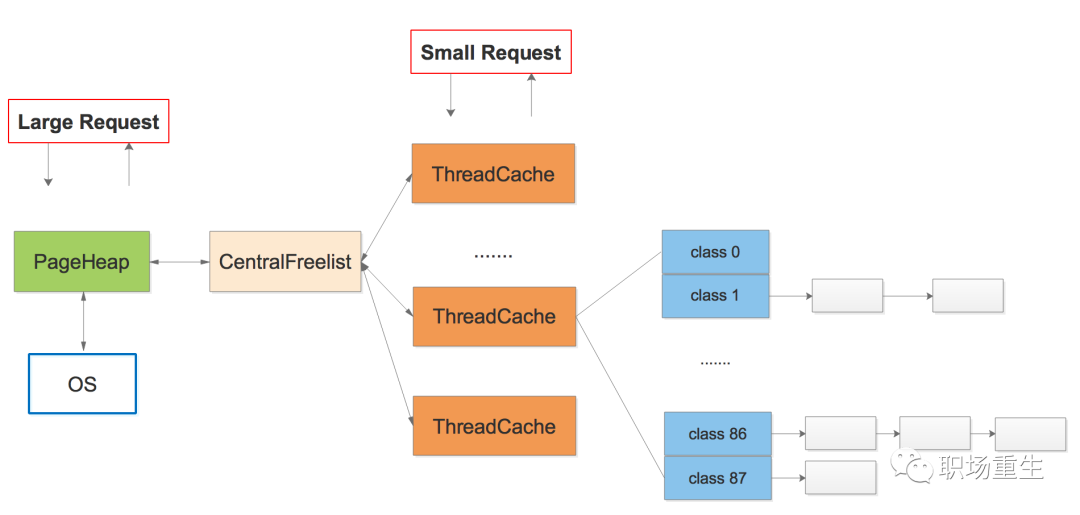 Small Request
Large Request
ThreadCache
PageHeap
CentralFreelist
.......
class 0
class 1
ThreadCache
.......
OS
ThreadCache
class 86
class 87
职场重生